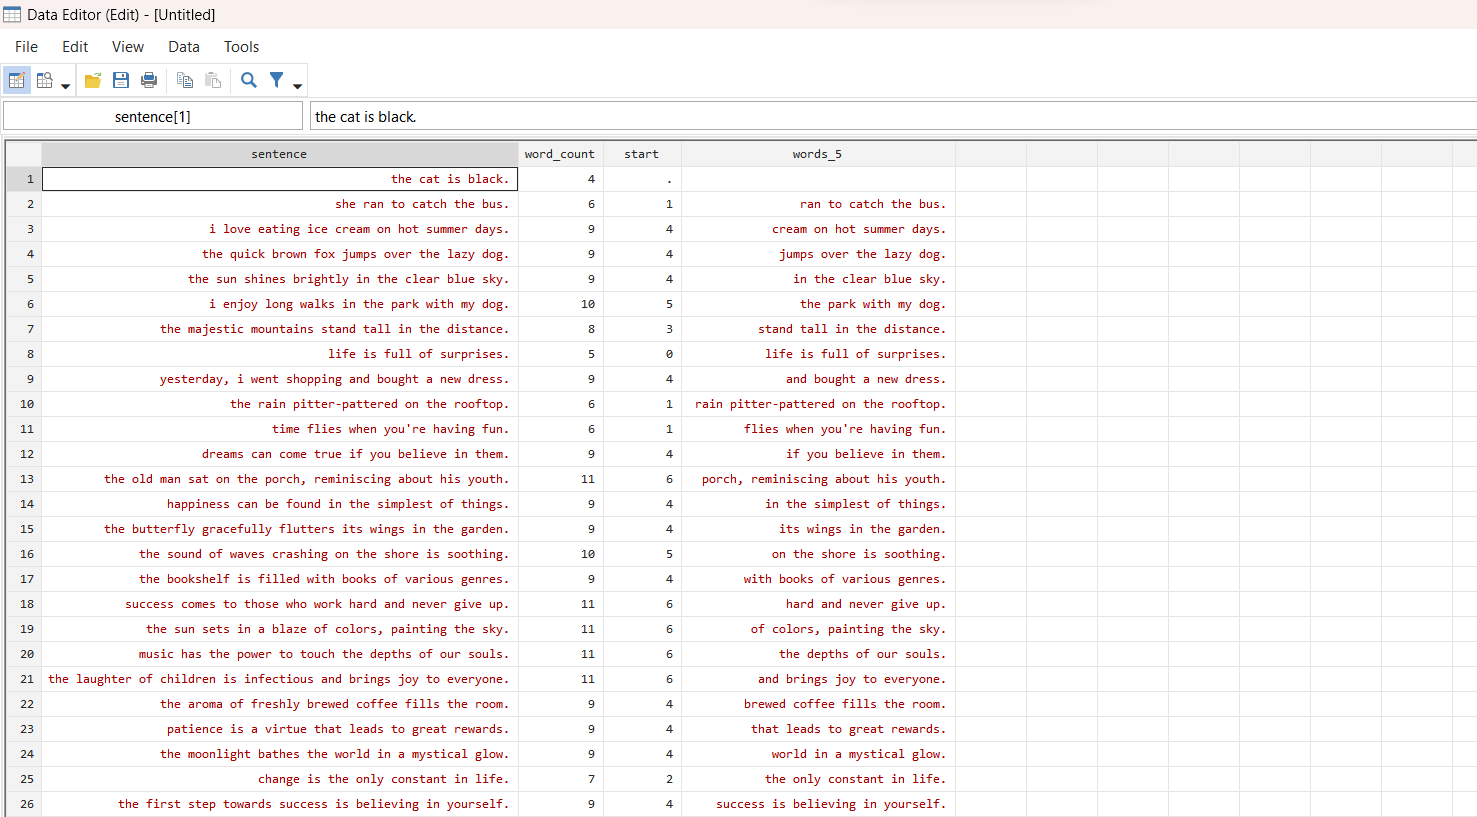 Data Editor (Edit) - [Untitled]
File Edit View Data Tools
sentence[1] the cat is black.
sentence word_count start words_5
1 the cat is black. 4 .
2 she ran to catch the bus. 6 1 ran to catch the bus.
3 i love eating ice cream on hot summer days. 9 4 cream on hot summer days.
4 the quick brown fox jumps over the lazy dog. 9 4 jumps over the lazy dog.
5 the sun shines brightly in the clear blue sky. 9 4 in the clear blue sky.
6 i enjoy long walks in the park with my dog. 10 5 the park with my dog.
7 the majestic mountains stand tall in the distance. 8 3 stand tall in the distance.
8 life is full of surprises. 5 0 life is full of surprises.
9 yesterday, i went shopping and bought a new dress. 9 4 and bought a new dress.
10 the rain pitter-pattered on the rooftop. 6 1 rain pitter-pattered on the rooftop.
11 time flies when you're having fun. 6 1 flies when you're having fun.
12 dreams can come true if you believe in them. 9 4 if you believe in them.
13 the old man sat on the porch, reminiscing about his youth. 11 6 porch, reminiscing about his youth.
14 happiness can be found in the simplest of things. 9 4 in the simplest of things.
15 the butterfly gracefully flutters its wings in the garden. 9 4 its wings in the garden.
16 the sound of waves crashing on the shore is soothing. 10 5 on the shore is soothing.
17 the bookshelf is filled with books of various genres. 9 4 with books of various genres.
18 success comes to those who work hard and never give up. 11 6 hard and never give up.
19 the sun sets in a blaze of colors, painting the sky. 11 6 of colors, painting the sky.
20 music has the power to touch the depths of our souls. 11 6 the depths of our souls.
21 the laughter of children is infectious and brings joy to everyone. 11 6 and brings joy to everyone.
22 the aroma of freshly brewed coffee fills the room. 9 4 brewed coffee fills the room.
23 patience is a virtue that leads to great rewards. 9 4 that leads to great rewards.
24 the moonlight bathes the world in a mystical glow. 9 4 world in a mystical glow.
25 change is the only constant in life. 7 2 the only constant in life.
26 the first step towards success is believing in yourself. 9 4 success is believing in yourself.